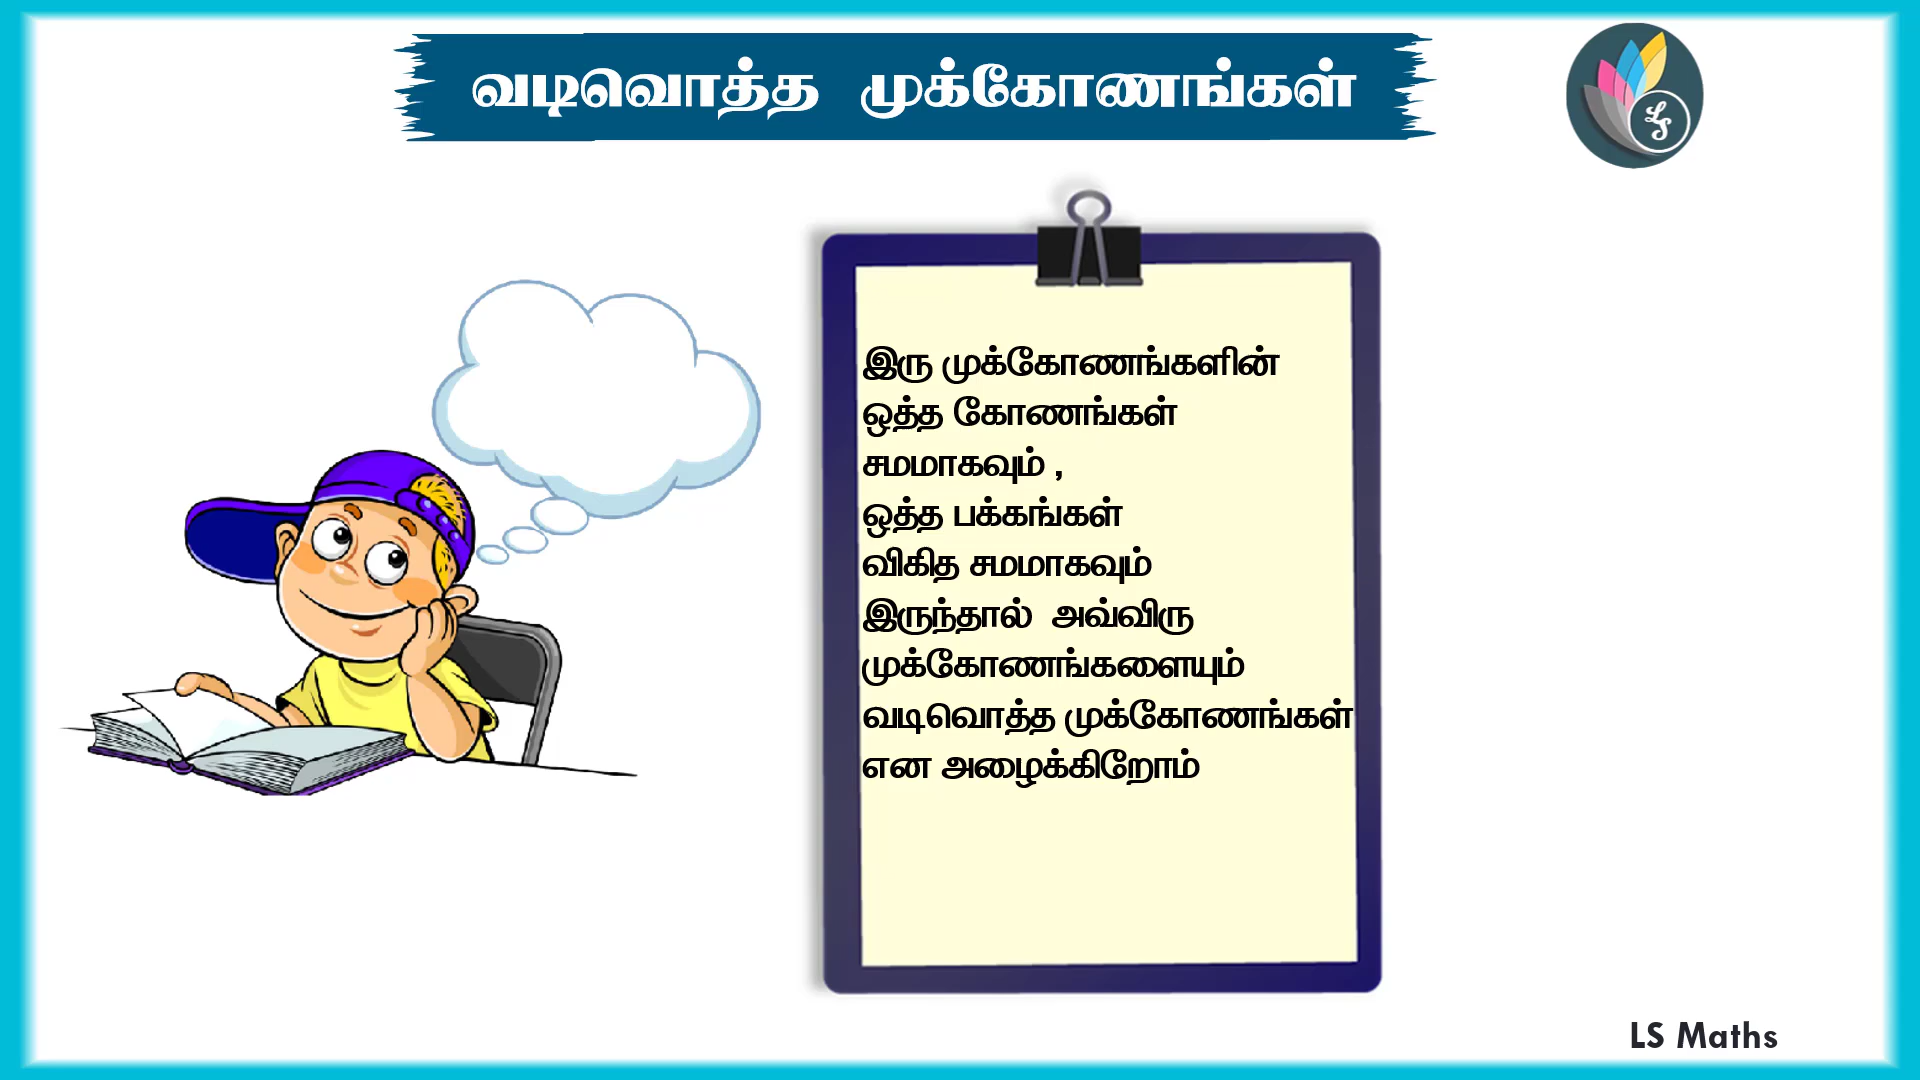 வடிவொத்த முக்கோணங்கள்
LS
இரு முக்கோணங்களின்
ஒத்த கோணங்கள்
சமமாகவும் ,
ஒத்த பக்கங்கள்
விகித சமமாகவும்
இருந்தால் அவ்விரு
முக்கோணங்களையும்
வடிவொத்த முக்கோணங்கள்
என அழைக்கிறோம்
LS Maths